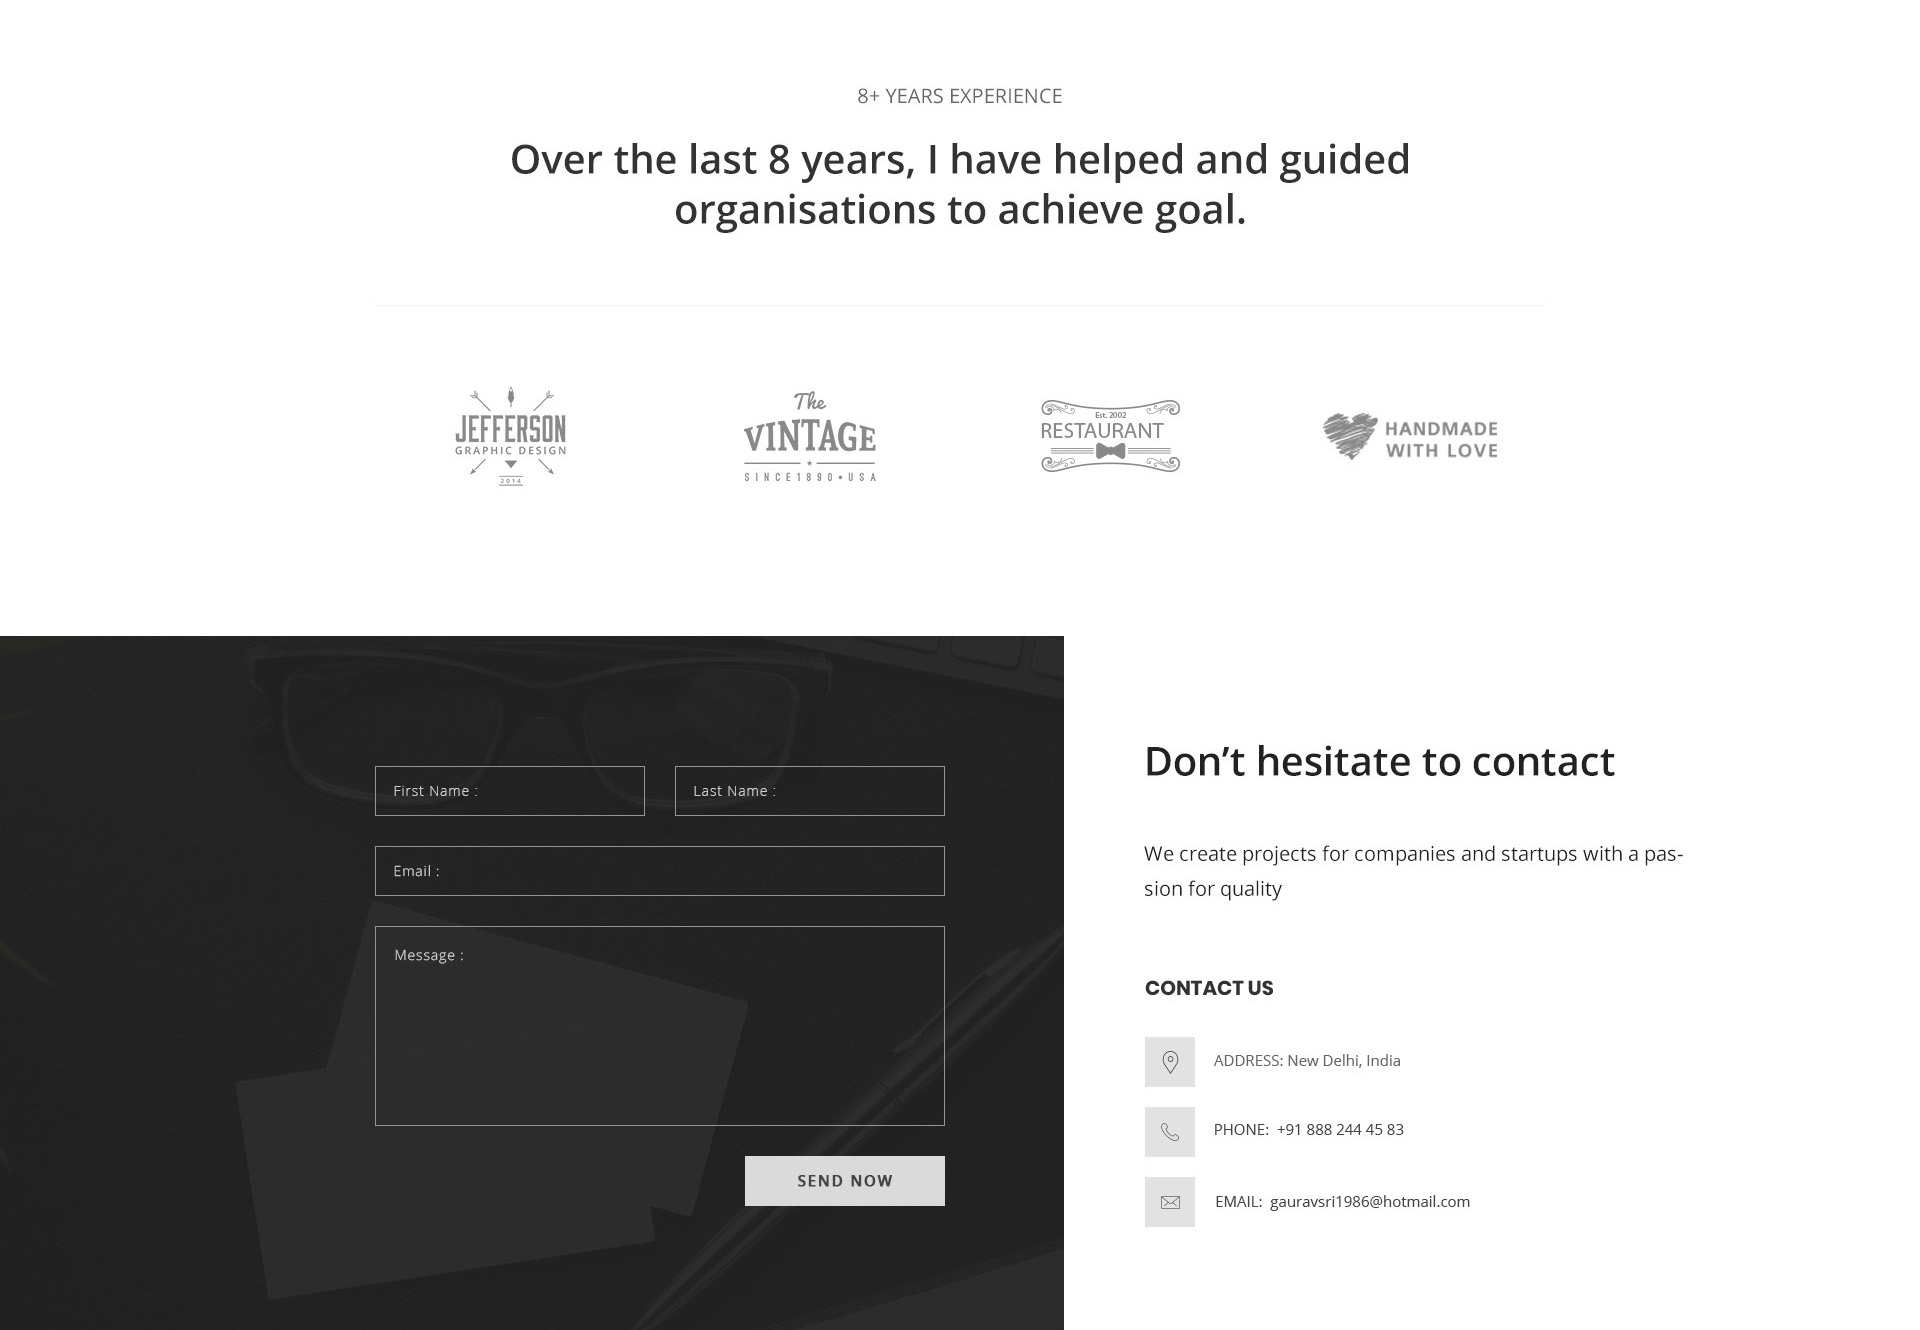 8+ YEARS EXPERIENCE
Over the last 8 years, I have helped and guided
organisations to achieve goal.
JEFFERSON
GRAPHIC DESIGN
2014
The
VINTAGE
SINCE1890•USA
Est. 2002
RESTAURANT
HANDMADE
WITH LOVE
First Name :
Last Name :
Email :
Message :
SEND NOW
Don’t hesitate to contact
We create projects for companies and startups with a pas-
sion for quality
CONTACT US
ADDRESS: New Delhi, India
PHONE:  +91 888 244 45 83
EMAIL:  gauravsri1986@hotmail.com